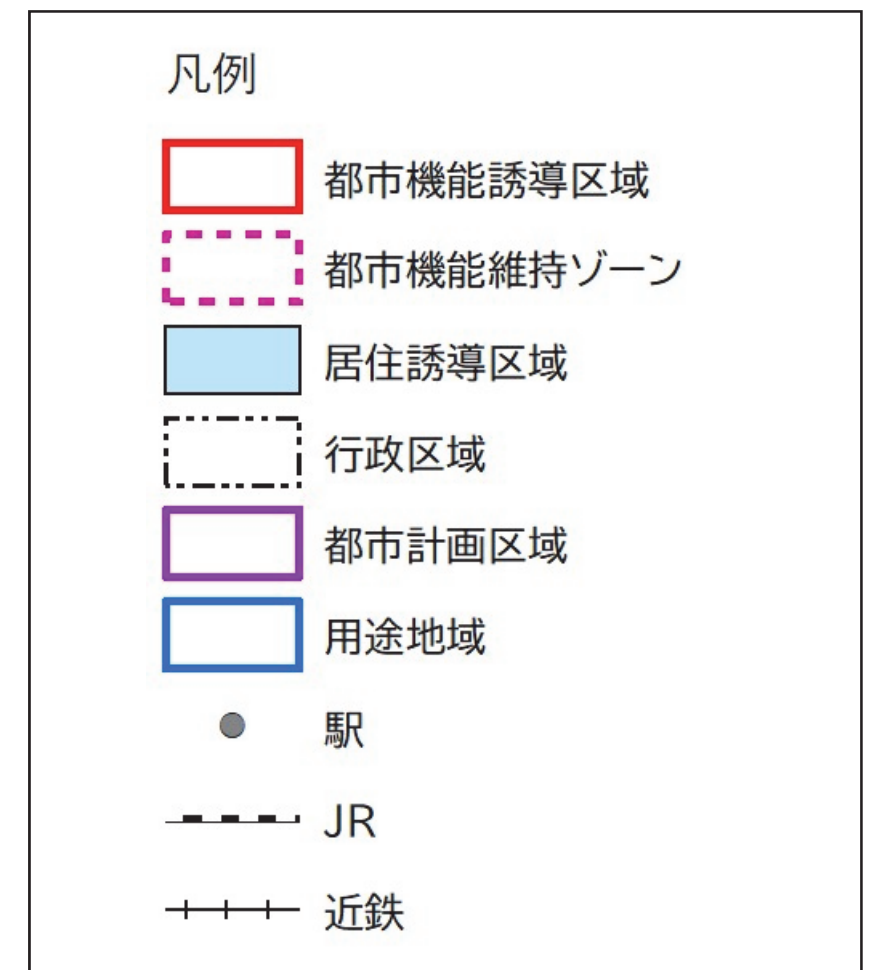 凡例
都市機能誘導区域
都市機能維持ゾーン
居住誘導区域
行政区域
都市計画区域
用途地域
駅
JR
近鉄